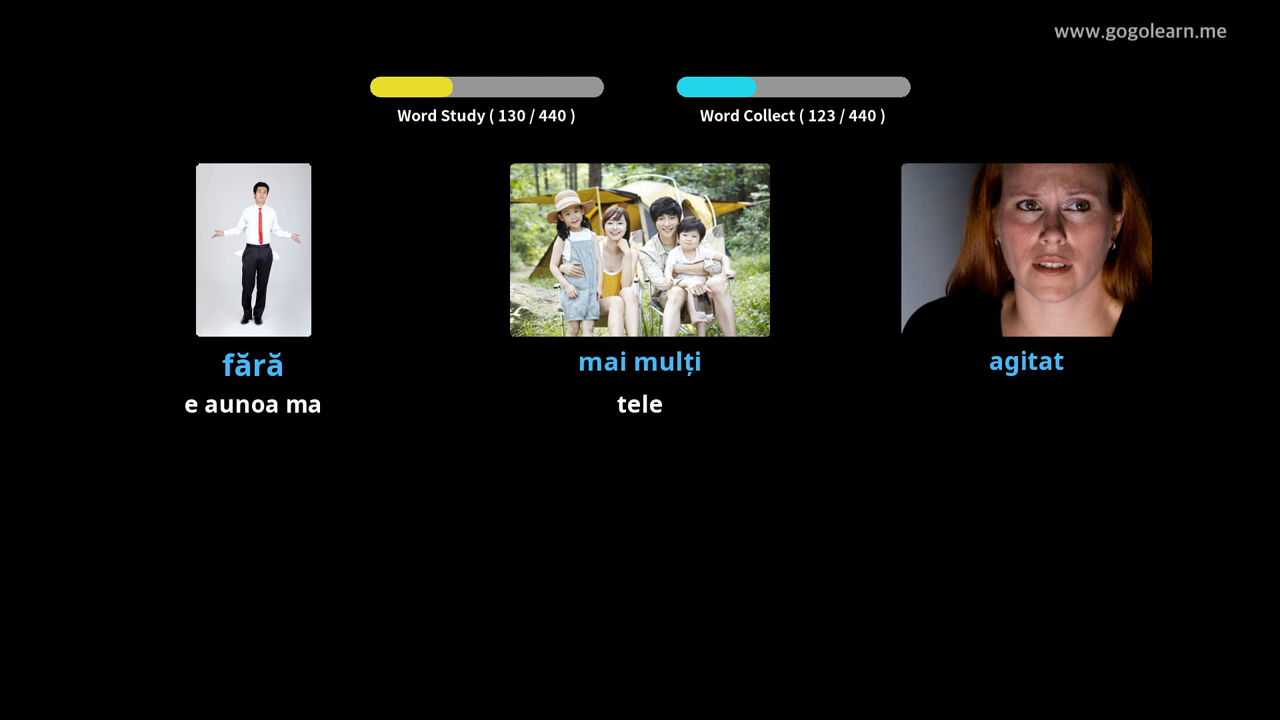 www.gogolearn.me
Word Study ( 130 / 440 )
Word Collect ( 123 / 440 )
fără
mai mulți
agitat
e aunoa ma
tele